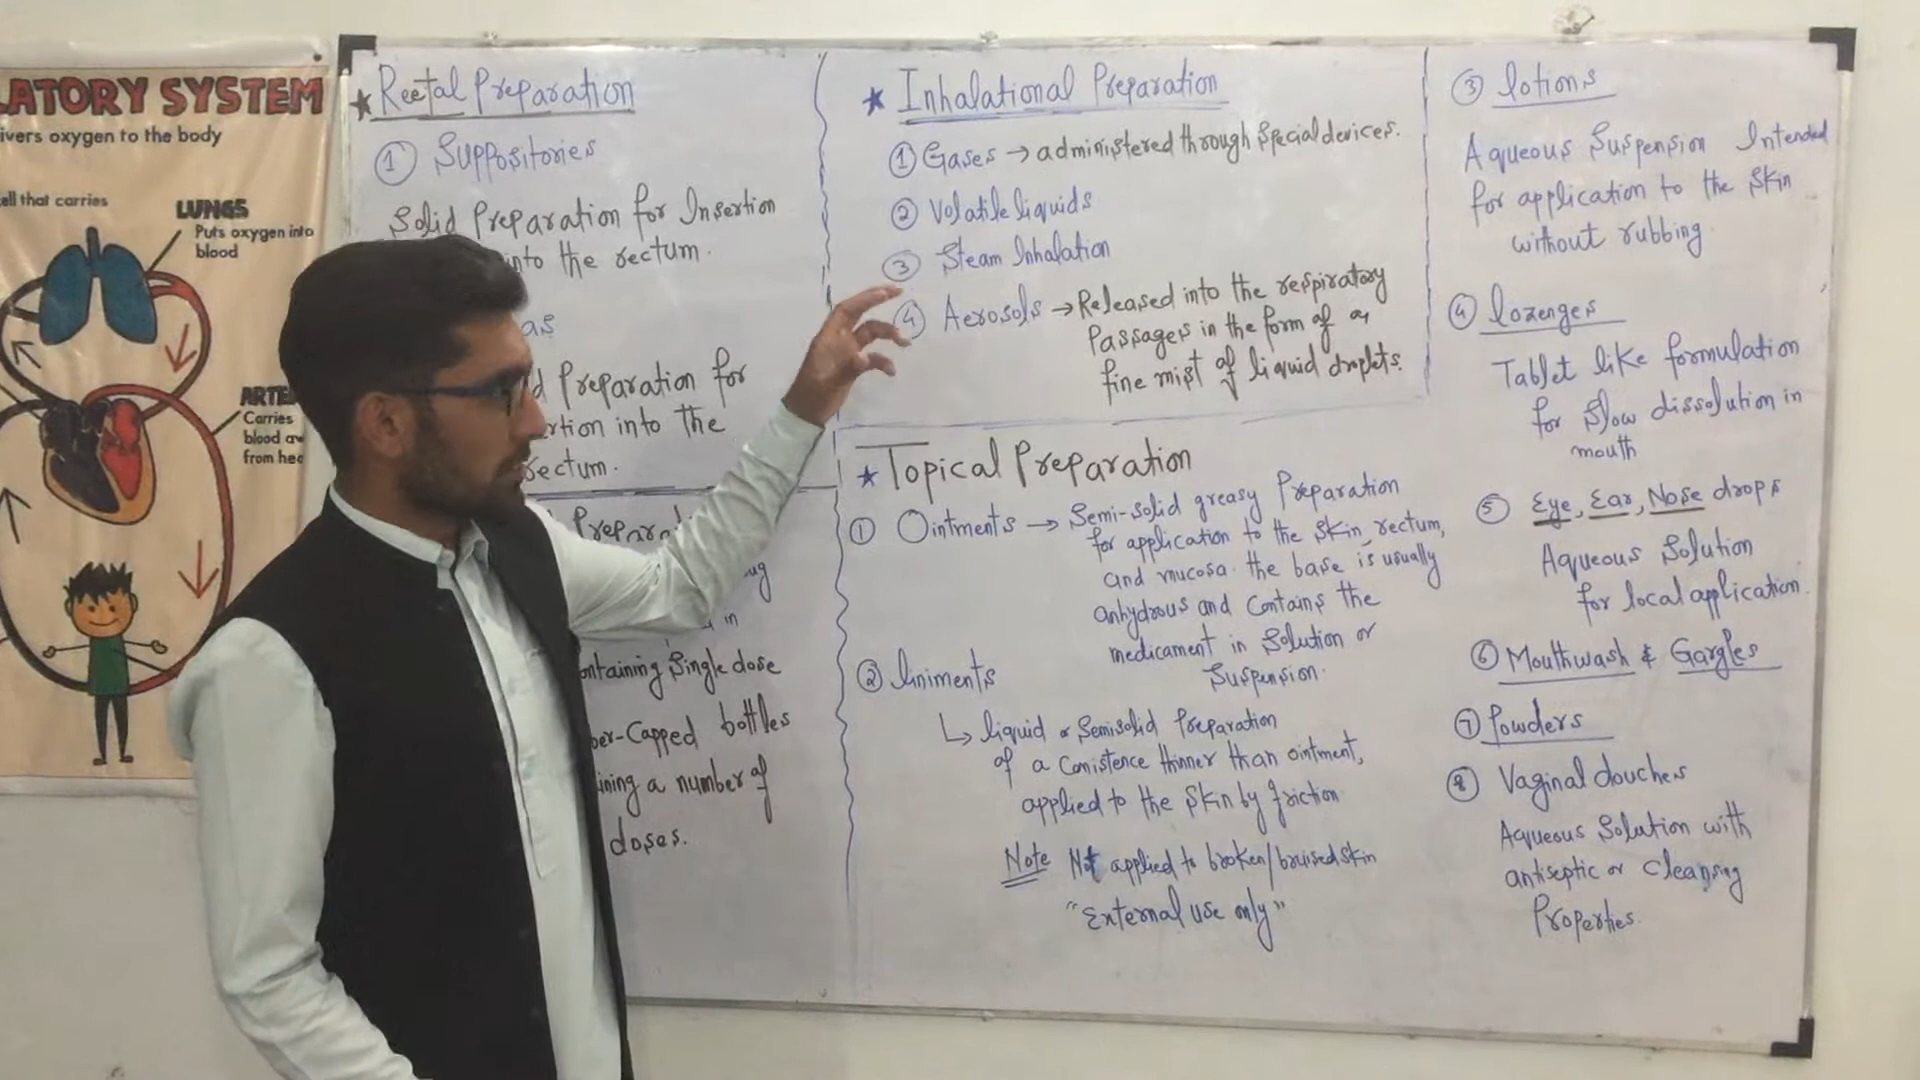 LATORY SYSTEM
ivers oxygen to the body
ell that carries
LUNGS
Puts oxygen into
blood
Carries
blood
from
★ Rectal Preparation
① Suppositories
Solid Preparation for Insertion
into the rectum.
Preparation for
into the
rectum.
in
Single dose
Capped bottles
a number of
doses.
★ Inhalational Preparation
① Gases → administered through Special devices.
② Volatile liquids
③ Steam Inhalation
④ Aerosols → Released into the respiratory
Passages in the form of a
fine mist of liquid droplets.
★ Topical Preparation
① Ointments → Semi-solid greasy Preparation
for application to the Skin, rectum,
and mucosa. the base is usually
anhydrous and Contains the
medicament in Solution or
Suspension.
② liniments
↳ liquid or Semisolid Preparation
of a Conistence thinner than ointment,
applied to the Skin by friction
Note Not applied to broken/bruised skin
"External use only"
③ lotions
Aqueous Suspension Intended
for application to the Skin
without rubbing.
④ lozenges
Tablet like formulation
for Slow dissolution in
mouth
⑤ Eye, Ear, Nose drops
Aqueous Solution
for local application.
⑥ Mouthwash & Gargles
⑦ Powders
⑧ Vaginal douches
Aqueous Solution with
antiseptic or Cleansing
Properties.